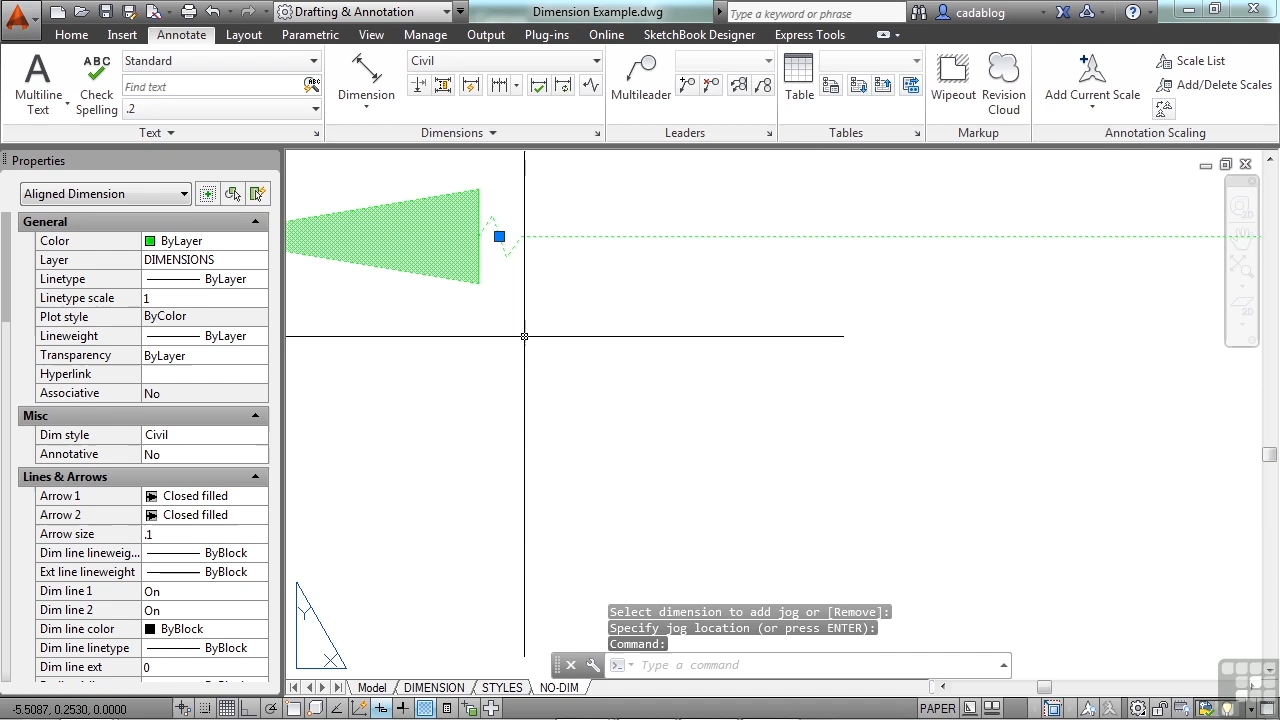 Drafting & Annotation
Dimension Example.dwg
Type a keyword or phrase
cadablog
Home Insert Annotate Layout Parametric View Manage Output Plug-ins Online SketchBook Designer Express Tools
Multiline Text
ABC
Check Spelling
Standard
Find text
.2
Text
Dimension
Civil
Dimensions
Multileader
Leaders
Table
Tables
Wipeout
Revision Cloud
Markup
Add Current Scale
Scale List
Add/Delete Scales
Annotation Scaling
Properties
Aligned Dimension
General
Color ByLayer
Layer DIMENSIONS
Linetype ByLayer
Linetype scale 1
Plot style ByColor
Lineweight ByLayer
Transparency ByLayer
Hyperlink
Associative No
Misc
Dim style Civil
Annotative No
Lines & Arrows
Arrow 1 Closed filled
Arrow 2 Closed filled
Arrow size .1
Dim line lineweig... ByBlock
Ext line lineweight ByBlock
Dim line 1 On
Dim line 2 On
Dim line color ByBlock
Dim line linetype ByBlock
Dim line ext 0
2D
Y
X
Select dimension to add jog or [Remove]:
Specify jog location (or press ENTER):
Command:
Type a command
Model DIMENSION STYLES NO-DIM
-5.5087, 0.2530, 0.0000
PAPER